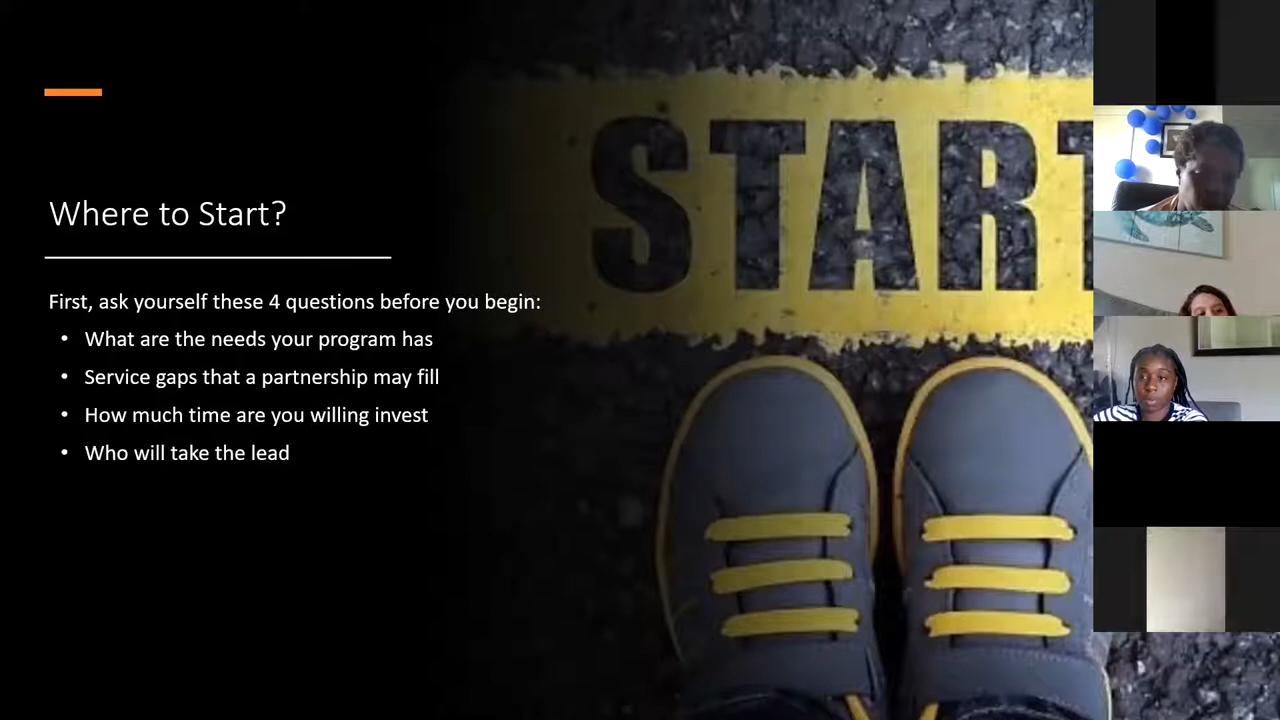 Where to Start?
First, ask yourself these 4 questions before you begin:
• What are the needs your program has
• Service gaps that a partnership may fill
• How much time are you willing invest
• Who will take the lead
START